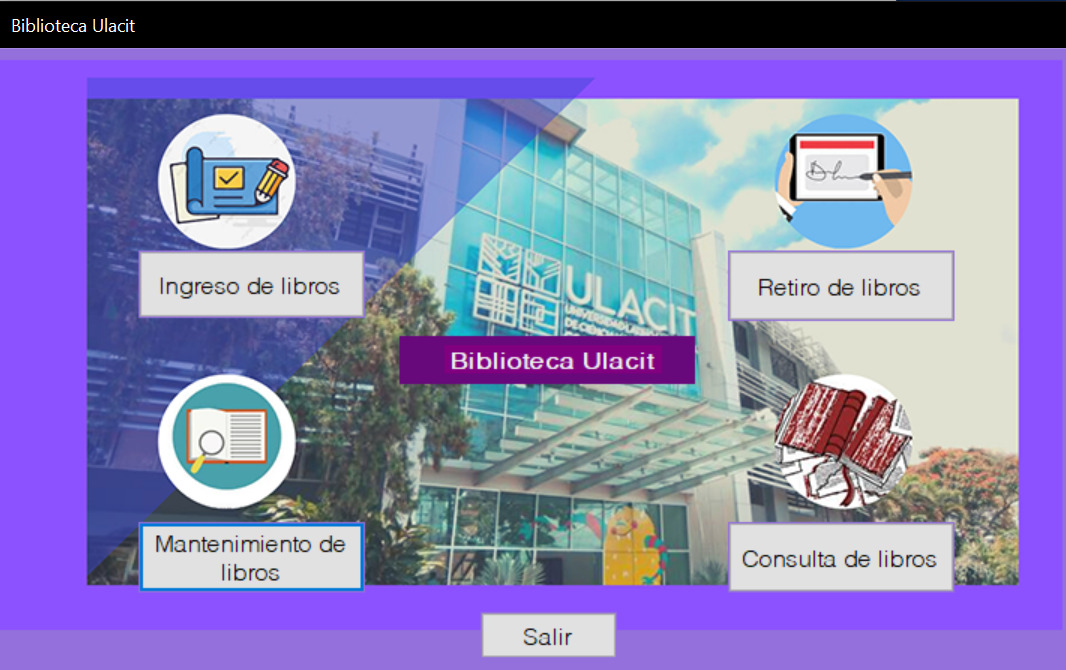 Biblioteca Ulacit
Ingreso de libros
Retiro de libros
ULACIT
Biblioteca Ulacit
Mantenimiento de
libros
Consulta de libros
Salir